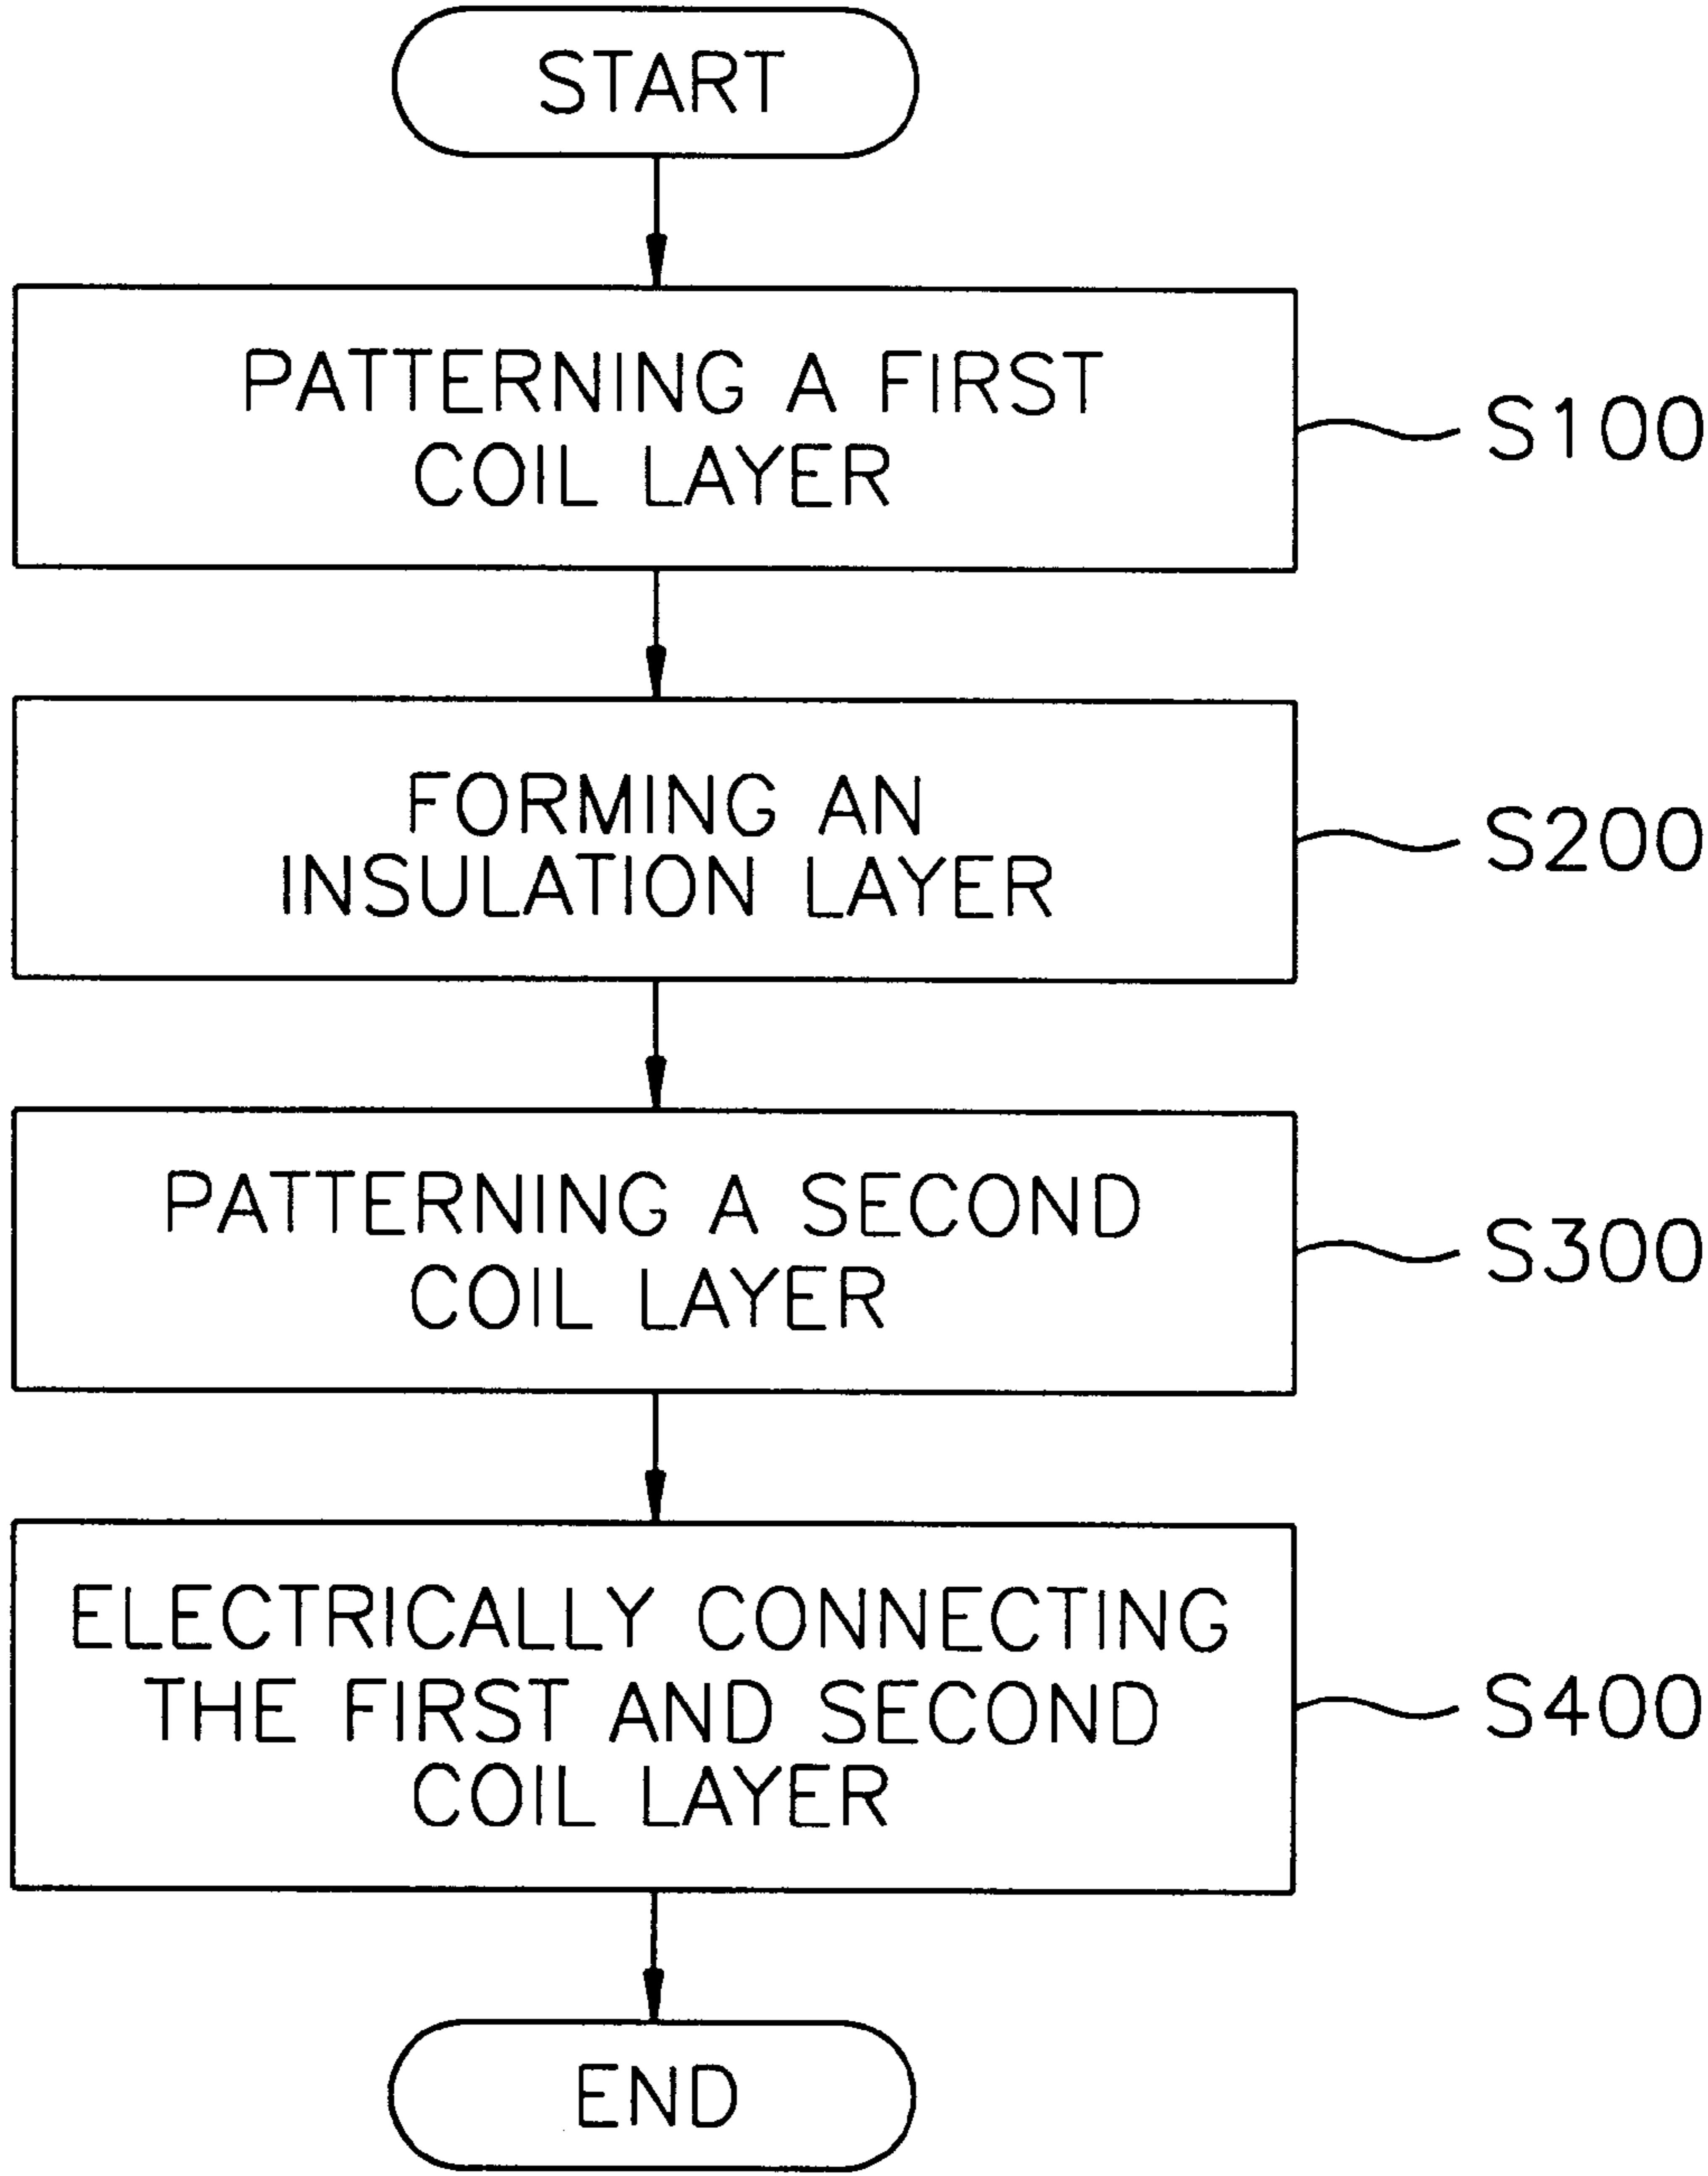 START
PATTERNING A FIRST
COIL LAYER
S100
FORMING AN
INSULATION LAYER
S200
PATTERNING A SECOND
COIL LAYER
S300
ELECTRICALLY CONNECTING
THE FIRST AND SECOND
COIL LAYER
S400
END